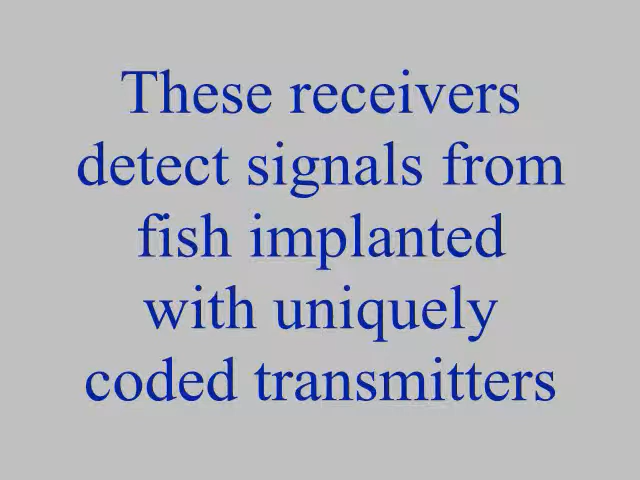 These receivers
detect signals from
fish implanted
with uniquely
coded transmitters